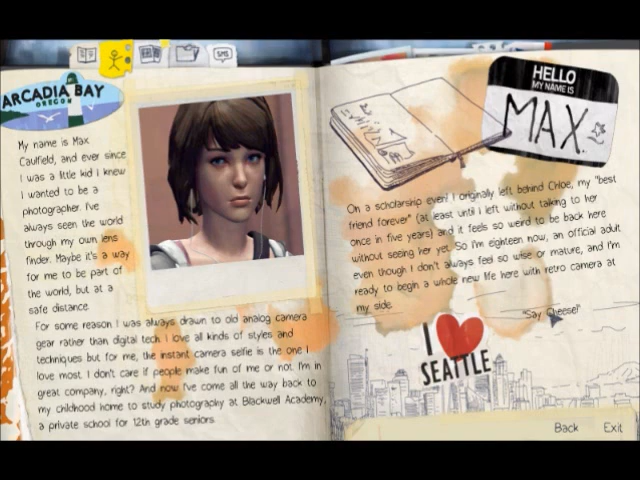 SMS
ARCADIA BAY
OREGON
My name is Max
Caulfield, and ever since
I was a little kid I knew
I wanted to be a
photographer. I've
always seen the world
through my own lens
finder. Maybe it's a way
for me to be part of
the world, but at a
safe distance.
For some reason I was always drawn to old analog camera
gear rather than digital tech. I love all kinds of styles and
techniques but for me, the instant camera selfie is the one I
love most. I don't care if people make fun of me or not. I'm in
great company, right? And now I've come all the way back to
my childhood home to study photography at Blackwell Academy,
a private school for 12th grade seniors.
HELLO
MY NAME IS
MAX.
On a scholarship even! I originally left behind Chloe, my "best
friend forever" (at least until I left without talking to her
once in five years) and it feels so weird to be back here
without seeing her yet. So I'm eighteen now, an official adult
even though I don't always feel so wise or mature, and I'm
ready to begin a whole new life here with retro camera at
my side.
"Say Cheese!"
I
SEATTLE
Back Exit